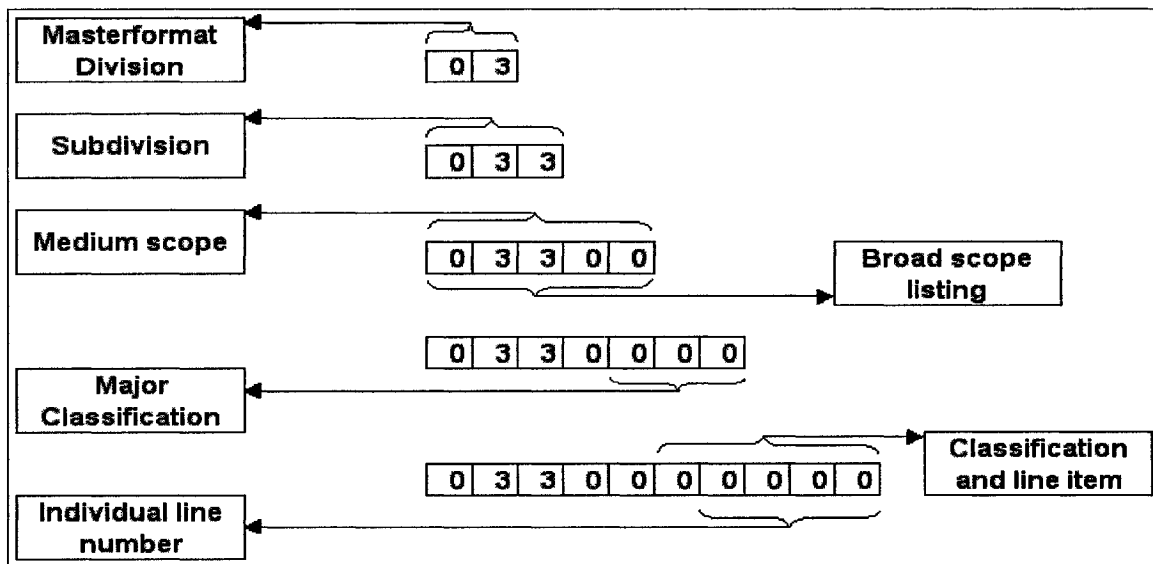 Masterformat
Division
0 3
Subdivision
0 3 3
Medium scope
0 3 3 0 0
Broad scope
listing
0 3 3 0 0 0 0
Major
Classification
0 3 3 0 0 0 0 0 0 0
Classification
and line item
Individual line
number